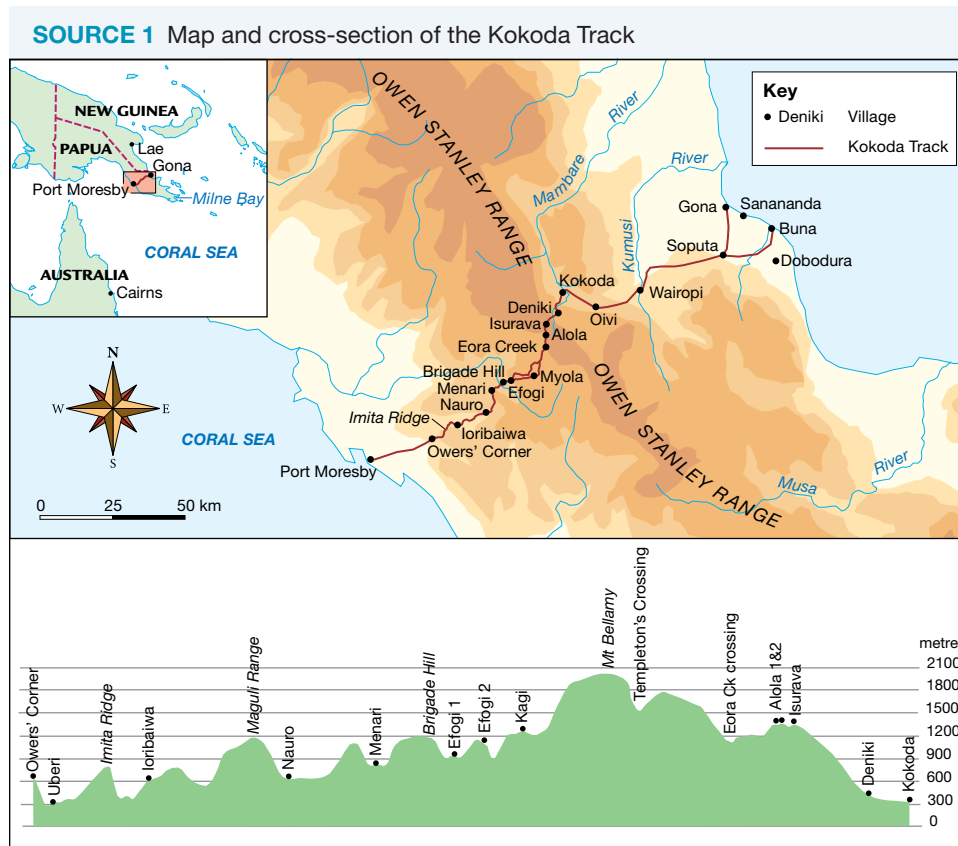 SOURCE 1 Map and cross-section of the Kokoda Track
NEW GUINEA
PAPUA
Lae
Gona
Port Moresby
Milne Bay
CORAL SEA
AUSTRALIA
Cairns
OWEN STANLEY RANGE
Mambare River
Kumusi River
Key
Deniki Village
Kokoda Track
Gona
Sanananda
Buna
Soputa
Dobodura
Kokoda
Wairopi
Deniki
Oivi
Isurava
Alola
Eora Creek
Brigade Hill
Myola
Efogi
Menari
Nauro
Imita Ridge
Ioribaiwa
Owers' Corner
Port Moresby
OWEN STANLEY RANGE
Musa River
N
W
E
S
CORAL SEA
0 25 50 km
Owers' Corner
Uberi
Imita Ridge
Ioribaiwa
Maguli Range
Nauro
Menari
Brigade Hill
Efogi 1
Efogi 2
Kagi
Mt Bellamy
Templeton's Crossing
Eora Ck crossing
Alola 1&2
Isurava
Deniki
Kokoda
metre
2100
1800
1500
1200
900
600
300
0